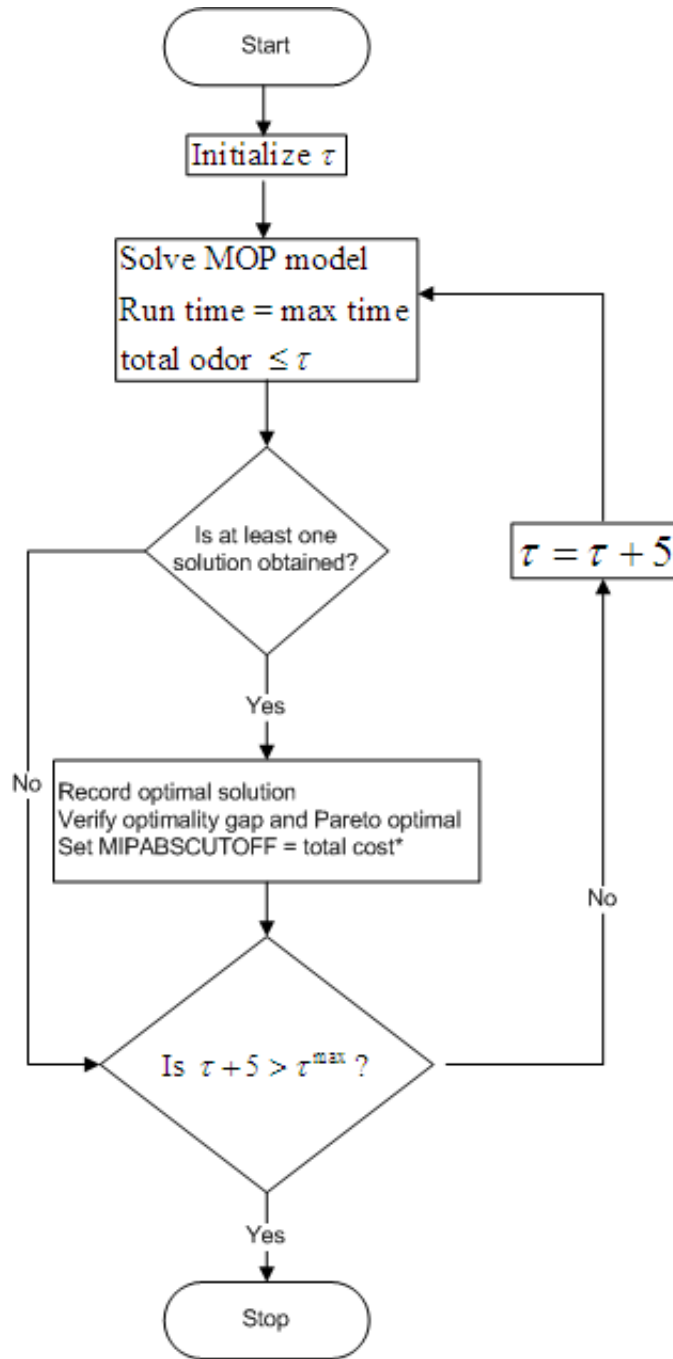 Start
Initialize τ
Solve MOP model
Run time = max time
total odor ≤ τ
Is at least one
solution obtained?
τ = τ + 5
Yes
No
Record optimal solution
Verify optimality gap and Pareto optimal
Set MIPABSCUTOFF = total cost*
No
Is τ + 5 > τ^max ?
Yes
Stop